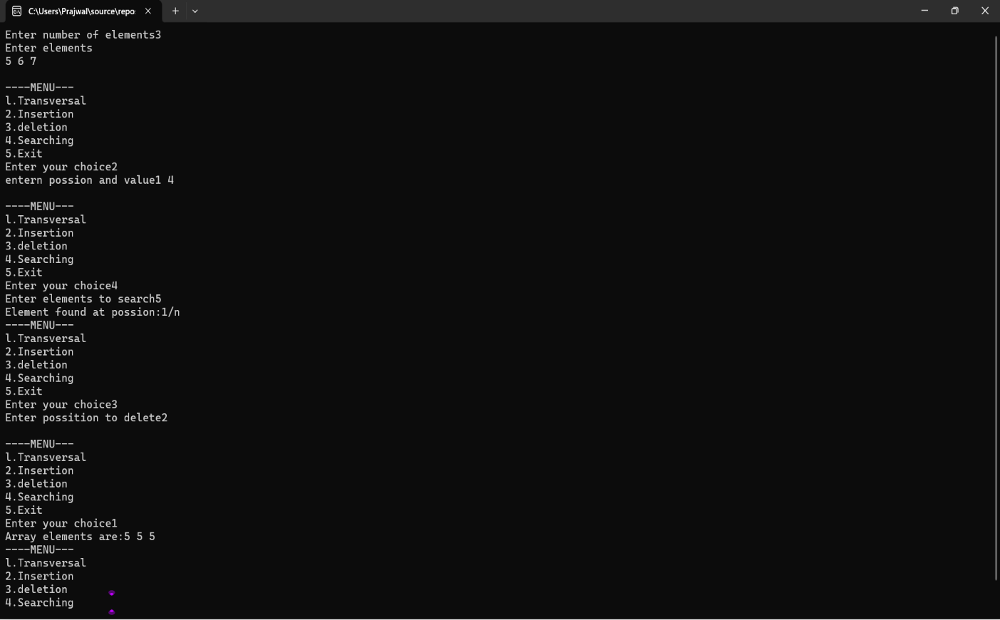 C:\Users\Prajwal\source\repo:
Enter number of elements3
Enter elements
5 6 7
----MENU---
l.Transversal
2.Insertion
3.deletion
4.Searching
5.Exit
Enter your choice2
entern possion and value1 4
----MENU---
l.Transversal
2.Insertion
3.deletion
4.Searching
5.Exit
Enter your choice4
Enter elements to search5
Element found at possion:1/n
----MENU---
l.Transversal
2.Insertion
3.deletion
4.Searching
5.Exit
Enter your choice3
Enter possition to delete2
----MENU---
l.Transversal
2.Insertion
3.deletion
4.Searching
5.Exit
Enter your choice1
Array elements are:5 5 5
----MENU---
l.Transversal
2.Insertion
3.deletion
4.Searching